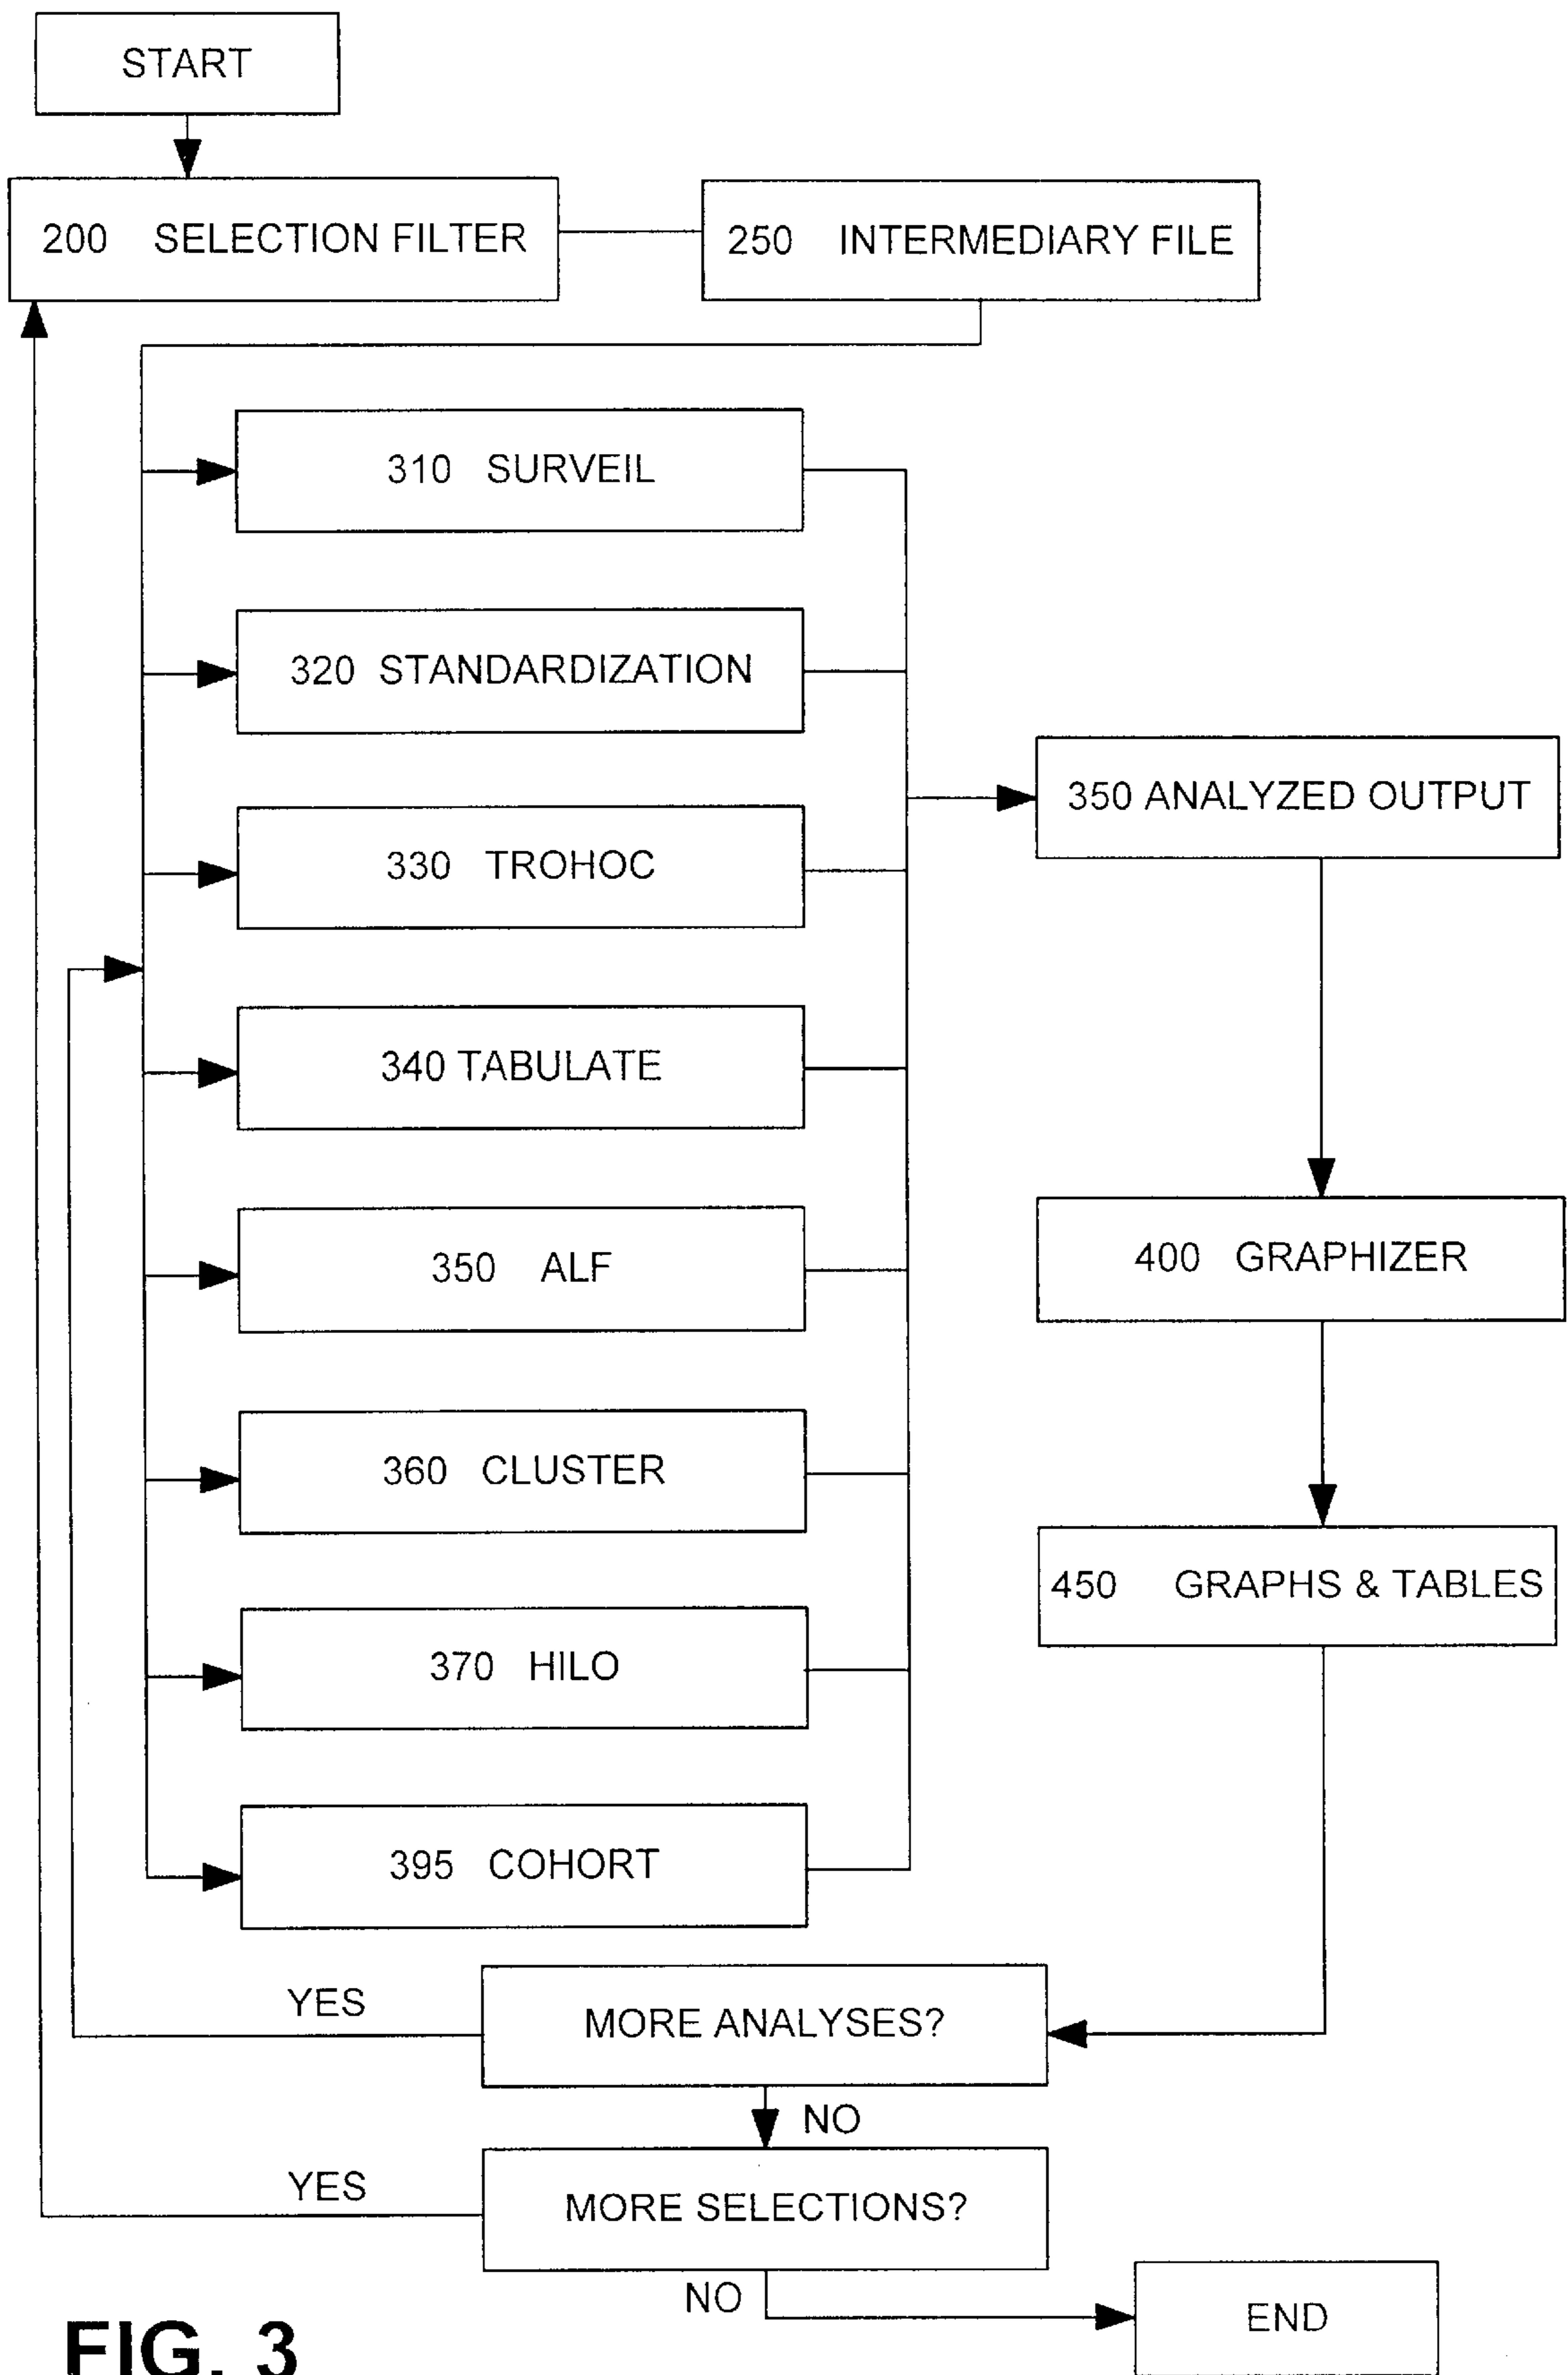 START
200 SELECTION FILTER
250 INTERMEDIARY FILE
310 SURVEIL
320 STANDARDIZATION
330 TROHOC
340 TABULATE
350 ALF
360 CLUSTER
370 HILO
395 COHORT
350 ANALYZED OUTPUT
400 GRAPHIZER
450 GRAPHS & TABLES
MORE ANALYSES?
YES
NO
MORE SELECTIONS?
YES
NO
END
FIG. 3